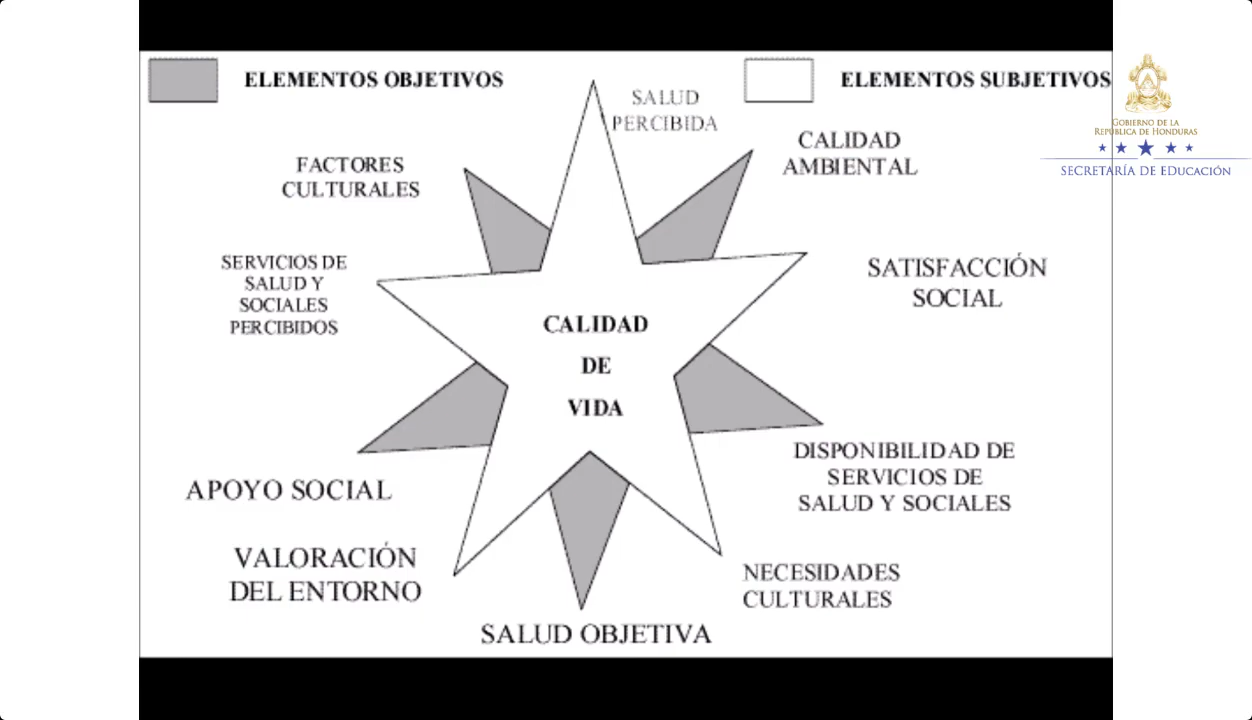 ELEMENTOS OBJETIVOS
ELEMENTOS SUBJETIVOS
SALUD
PERCIBIDA
CALIDAD
AMBIENTAL
GOBIERNO DE LA
REPÚBLICA DE HONDURAS
SECRETARÍA DE EDUCACIÓN
FACTORES
CULTURALES
SERVICIOS DE
SALUD Y
SOCIALES
PERCIBIDOS
SATISFACCIÓN
SOCIAL
CALIDAD
DE
VIDA
APOYO SOCIAL
DISPONIBILIDAD DE
SERVICIOS DE
SALUD Y SOCIALES
VALORACIÓN
DEL ENTORNO
NECESIDADES
CULTURALES
SALUD OBJETIVA